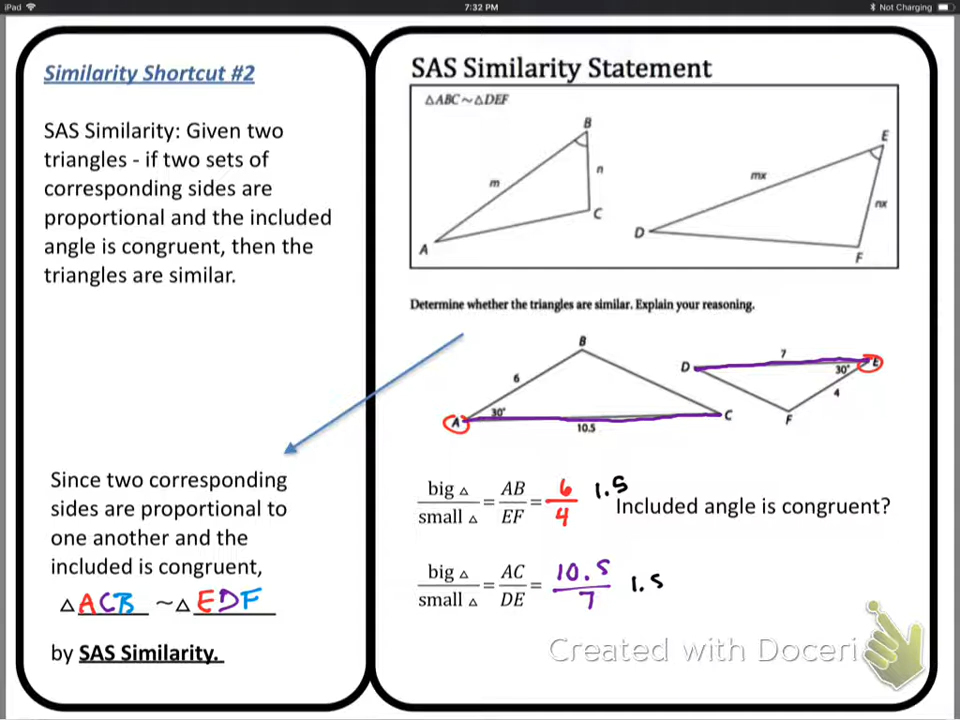 iPad 7:32 PM Not Charging
Similarity Shortcut #2
SAS Similarity: Given two
triangles - if two sets of
corresponding sides are
proportional and the included
angle is congruent, then the
triangles are similar.
Since two corresponding
sides are proportional to
one another and the
included is congruent,
△ACB ~△EDF
by SAS Similarity.
SAS Similarity Statement
△ABC~△DEF
B
m
n
C
A
E
mx
nx
D
F
Determine whether the triangles are similar. Explain your reasoning.
B
6
A
30°
10.5
C
D
7
30°
E
4
F
big △ / small △ = AB / EF = 6 / 4 1.5
Included angle is congruent?
big △ / small △ = AC / DE = 10.5 / 7 1.5
Created with Doceri